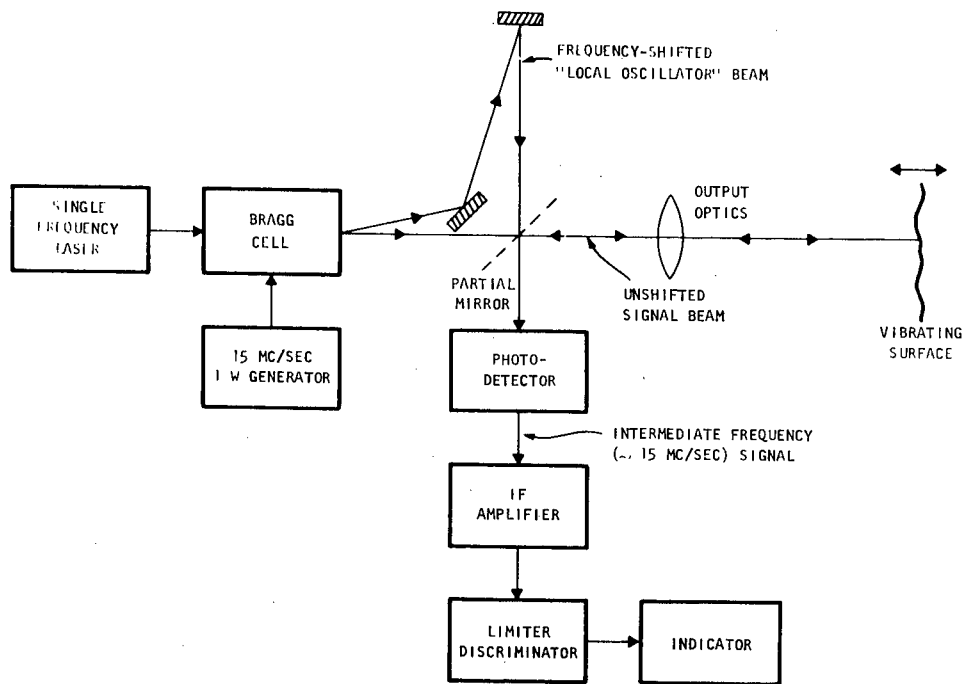 FREQUENCY-SHIFTED
"LOCAL OSCILLATOR" BEAM
SINGLE
FREQUENCY
LASER
BRAGG
CELL
OUTPUT
OPTICS
PARTIAL
MIRROR
UNSHIFTED
SIGNAL BEAM
VIBRATING
SURFACE
15 MC/SEC
1 W GENERATOR
PHOTO-
DETECTOR
INTERMEDIATE FREQUENCY
(~ 15 MC/SEC) SIGNAL
IF
AMPLIFIER
LIMITER
DISCRIMINATOR
INDICATOR